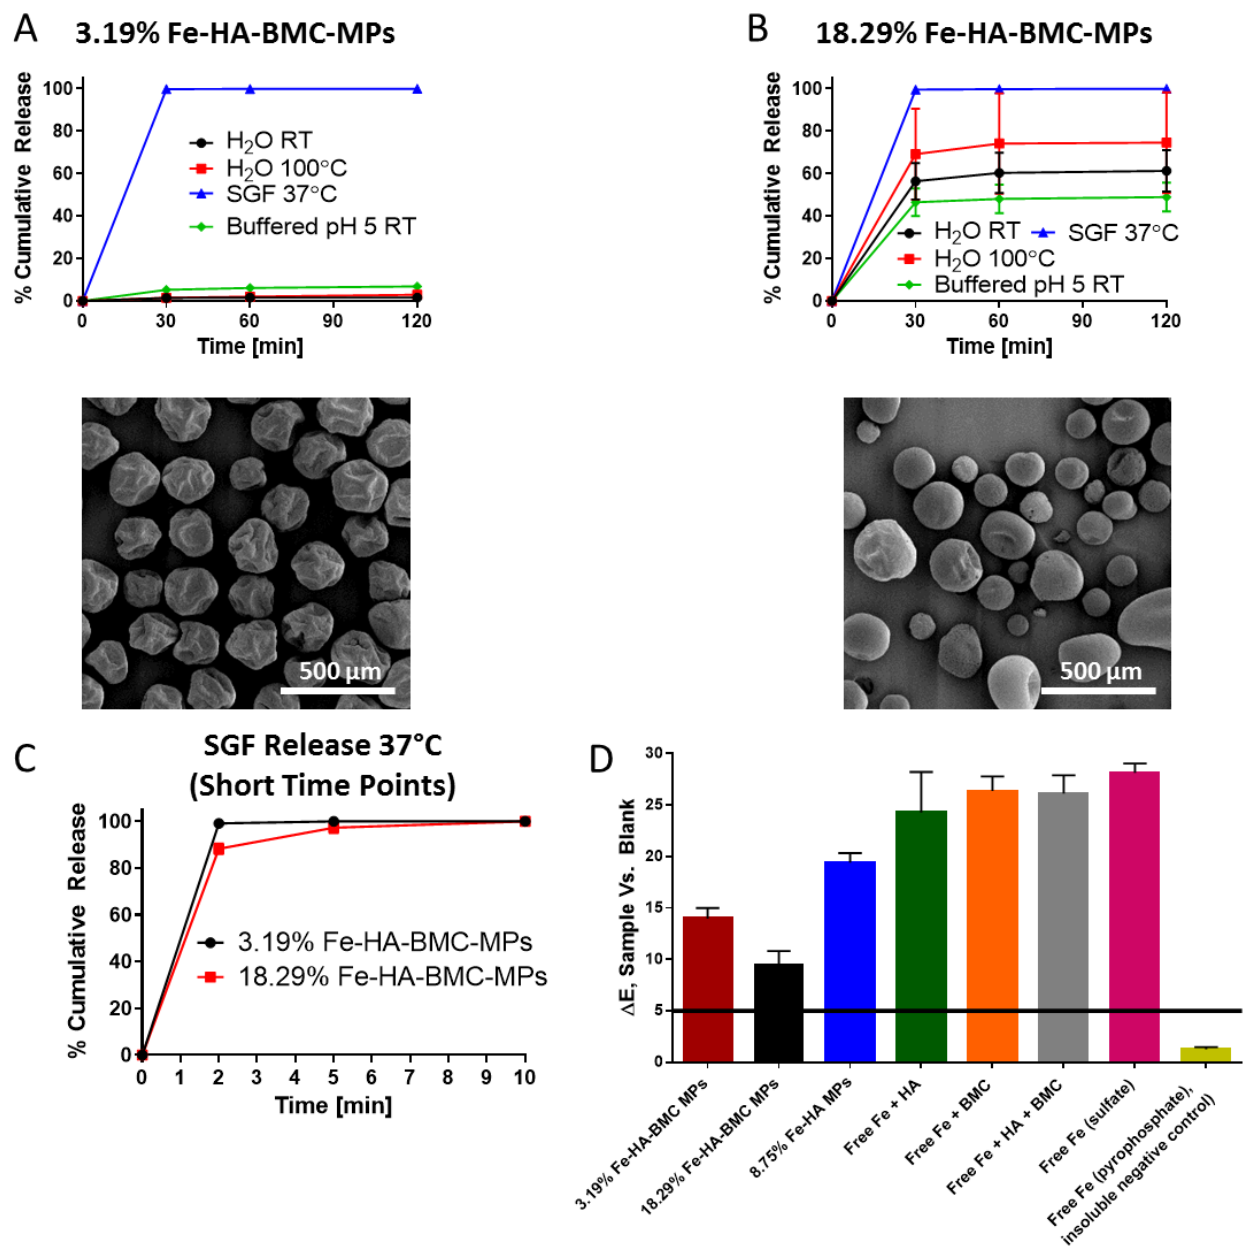 A
3.19% Fe-HA-BMC-MPs
% Cumulative Release
100
80
60
40
20
0
H₂O RT
H₂O 100°C
SGF 37°C
Buffered pH 5 RT
0 30 60 90 120
Time [min]
500 µm
B
18.29% Fe-HA-BMC-MPs
% Cumulative Release
100
80
60
40
20
0
H₂O RT SGF 37°C
H₂O 100°C
Buffered pH 5 RT
0 30 60 90 120
Time [min]
500 µm
C
SGF Release 37°C
(Short Time Points)
% Cumulative Release
100
80
60
40
20
0
3.19% Fe-HA-BMC-MPs
18.29% Fe-HA-BMC-MPs
0 1 2 3 4 5 6 7 8 9 10
Time [min]
D
ΔE, Sample Vs. Blank
30
25
20
15
10
5
0
3.19% Fe-HA-BMC MPs
18.29% Fe-HA-BMC MPs
8.75% Fe-HA MPs
Free Fe + HA
Free Fe + BMC
Free Fe + HA + BMC
Free Fe (sulfate)
Free Fe (pyrophosphate),
insoluble negative control)